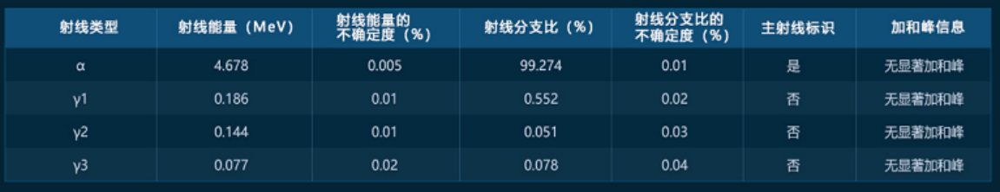 射线类型 射线能量（MeV） 射线能量的不确定度（%） 射线分支比（%） 射线分支比的不确定度（%） 主射线标识 加和峰信息
α 4.678 0.005 99.274 0.01 是 无显著加和峰
γ1 0.186 0.01 0.552 0.02 否 无显著加和峰
γ2 0.144 0.01 0.051 0.03 否 无显著加和峰
γ3 0.077 0.02 0.078 0.04 否 无显著加和峰